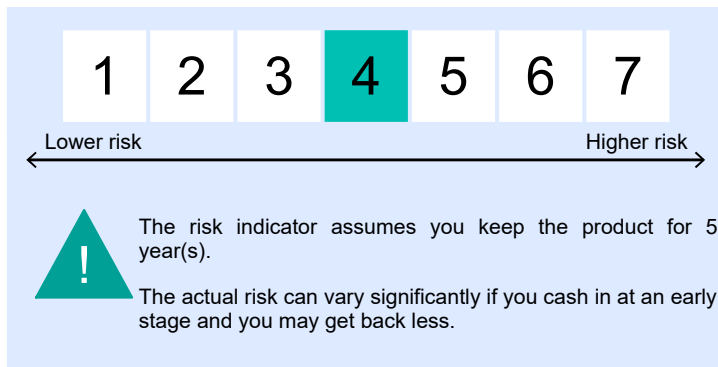 1 2 3 4 5 6 7
Lower risk Higher risk
!
The risk indicator assumes you keep the product for 5
year(s).
The actual risk can vary significantly if you cash in at an early
stage and you may get back less.